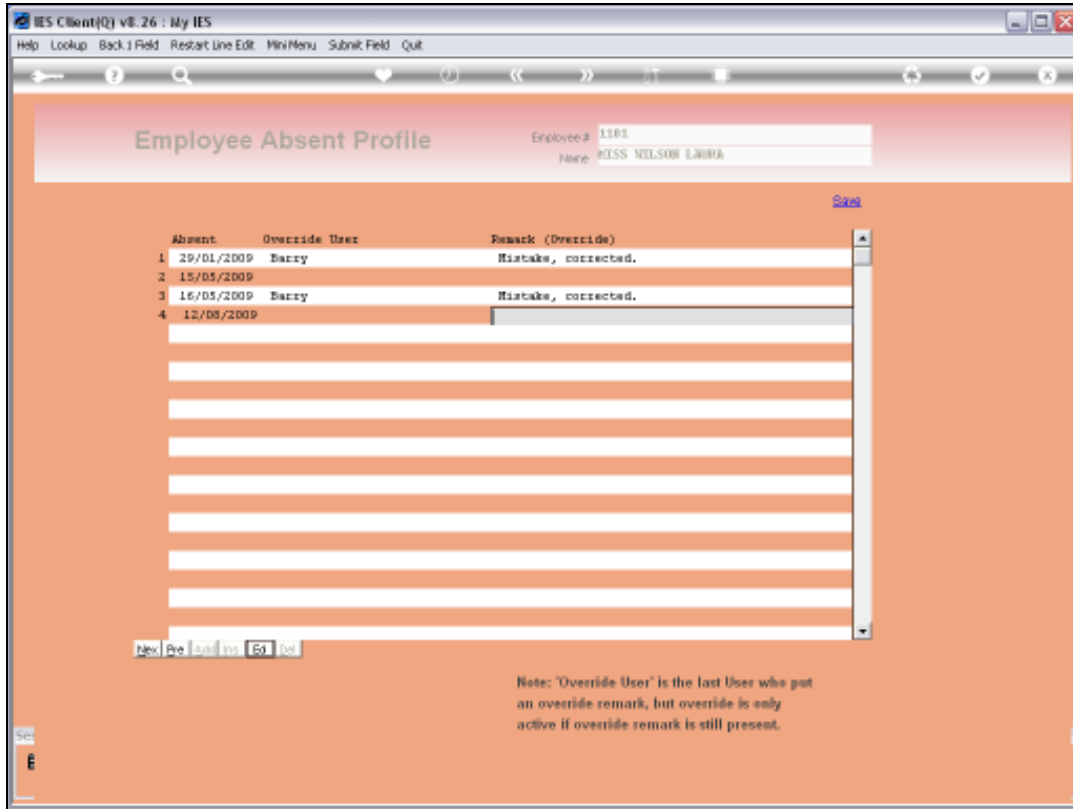 IES Client(Q) v8.26 : My IES
Help Lookup Back 1 Field Restart Line Edit MiniMenu Submit Field Quit
Employee Absent Profile
Employee # 1101
Name MISS WILSON LAURA
Save
Absent Override User Remark (Override)
1 29/01/2009 Barry Mistake, corrected.
2 15/05/2009
3 16/05/2009 Barry Mistake, corrected.
4 12/08/2009
Nex Pre Add Ins Ed Del
Note: 'Override User' is the last User who put
an override remark, but override is only
active if override remark is still present.